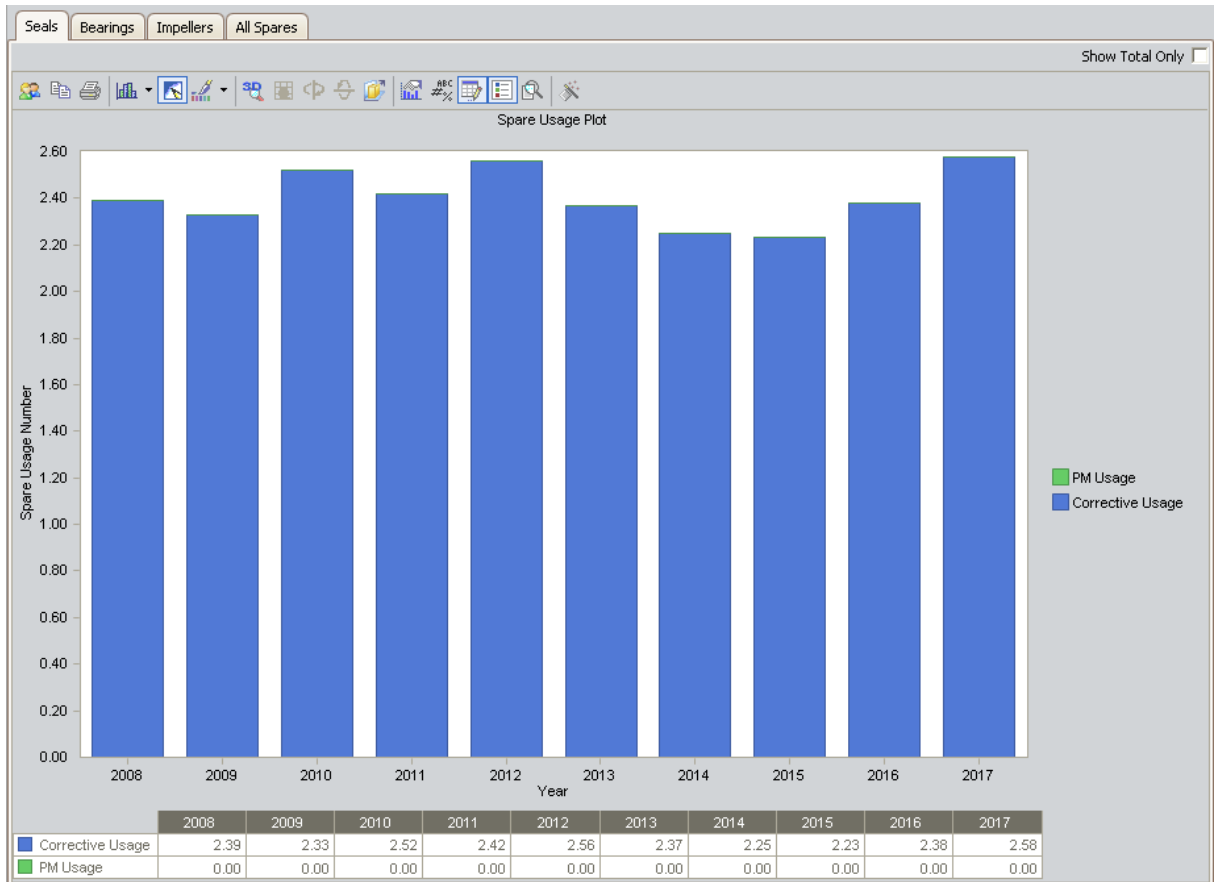 Seals Bearings Impellers All Spares
Show Total Only
3D ABC #,%
Spare Usage Plot
2.60
2.40
2.20
2.00
1.80
1.60
1.40
1.20
1.00
0.80
0.60
0.40
0.20
0.00
Spare Usage Number
PM Usage
Corrective Usage
2008 2009 2010 2011 2012 2013 2014 2015 2016 2017
Year
2008 2009 2010 2011 2012 2013 2014 2015 2016 2017
Corrective Usage 2.39 2.33 2.52 2.42 2.56 2.37 2.25 2.23 2.38 2.58
PM Usage 0.00 0.00 0.00 0.00 0.00 0.00 0.00 0.00 0.00 0.00